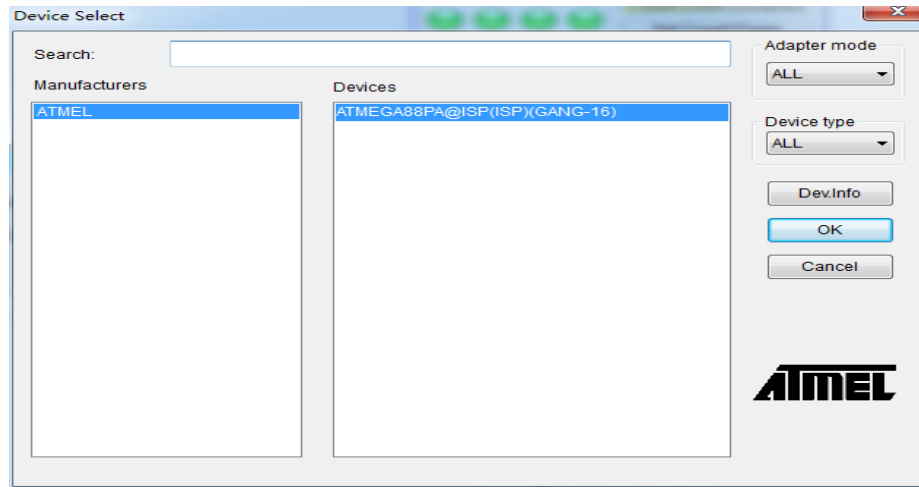 Device Select
Search:
Adapter mode
ALL
Manufacturers
Devices
ATMEL
ATMEGA88PA@ISP(ISP)(GANG-16)
Device type
ALL
Dev.Info
OK
Cancel
ATMEL